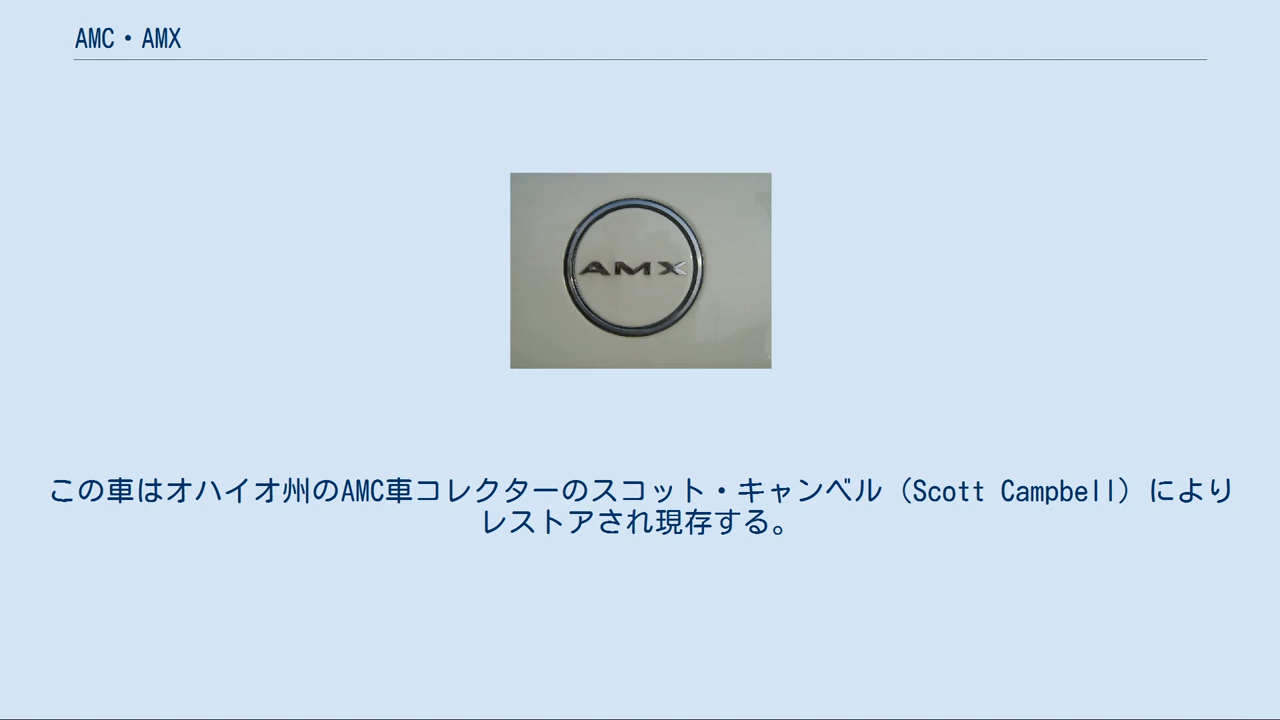 AMC・AMX
AMX
この車はオハイオ州のAMC車コレクターのスコット・キャンベル（Scott Campbell）により
レストアされ現存する。